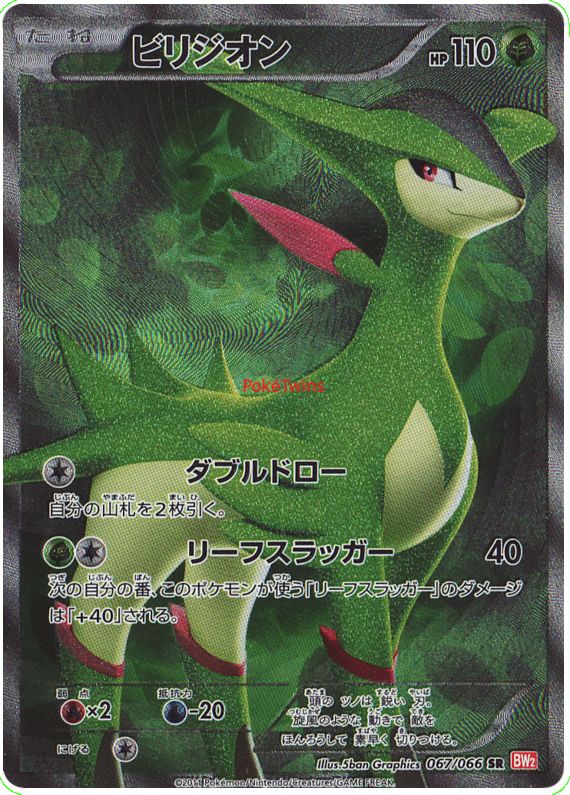 たね
ビリジオン HP110
PokéTwins
ダブルドロー
自分の山札を2枚引く。
リーフスラッガー 40
次の自分の番、このポケモンが使う「リーフスラッガー」のダメージ
は「+40」される。
弱点 抵抗力
×2 -20
にげる
頭の ツノは 鋭い 刃。
旋風のような 動きで 敵を
ほんろうして 素早く 切りつける。
Illus. 5ban Graphics 067/066 SR BW2
©2011 Pokémon/Nintendo/Creatures/GAME FREAK.